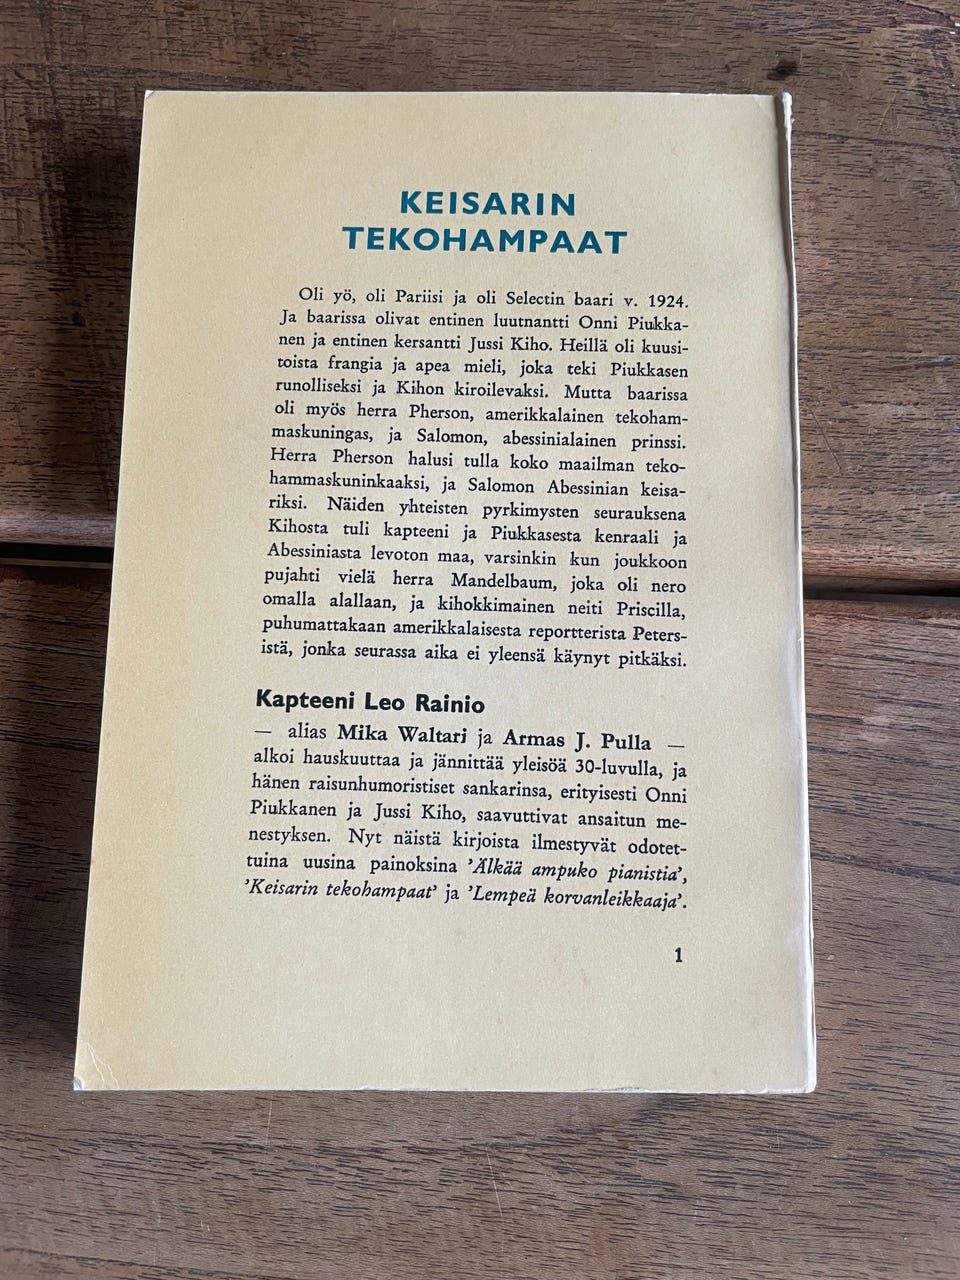 KEISARIN
TEKOHAMPAAT
Oli yö, oli Pariisi ja oli Selectin baari v. 1924.
Ja baarissa olivat entinen luutnantti Onni Piukka-
nen ja entinen kersantti Jussi Kiho. Heillä oli kuusi-
toista frangia ja apea mieli, joka teki Piukkasen
runolliseksi ja Kihon kiroilevaksi. Mutta baarissa
oli myös herra Pherson, amerikkalainen tekoham-
maskuningas, ja Salomon, abessinialainen prinssi.
Herra Pherson halusi tulla koko maailman teko-
hammaskuninkaaksi, ja Salomon Abessinian keisa-
riksi. Näiden yhteisten pyrkimysten seurauksena
Kihosta tuli kapteeni ja Piukkasesta kenraali ja
Abessiniasta levoton maa, varsinkin kun joukkoon
pujahti vielä herra Mandelbaum, joka oli nero
omalla alallaan, ja kihokkimainen neiti Priscilla,
puhumattakaan amerikkalaisesta reportterista Peters-
istä, jonka seurassa aika ei yleensä käynyt pitkäksi.
Kapteeni Leo Rainio
— alias Mika Waltari ja Armas J. Pulla —
alkoi hauskuuttaa ja jännittää yleisöä 30-luvulla, ja
hänen raisunhumoristiset sankarinsa, erityisesti Onni
Piukkanen ja Jussi Kiho, saavuttivat ansaitun me-
nestyksen. Nyt näistä kirjoista ilmestyvät odotet-
tuina uusina painoksina 'Älkää ampuko pianistia',
'Keisarin tekohampaat' ja 'Lempeä korvanleikkaaja'.
1